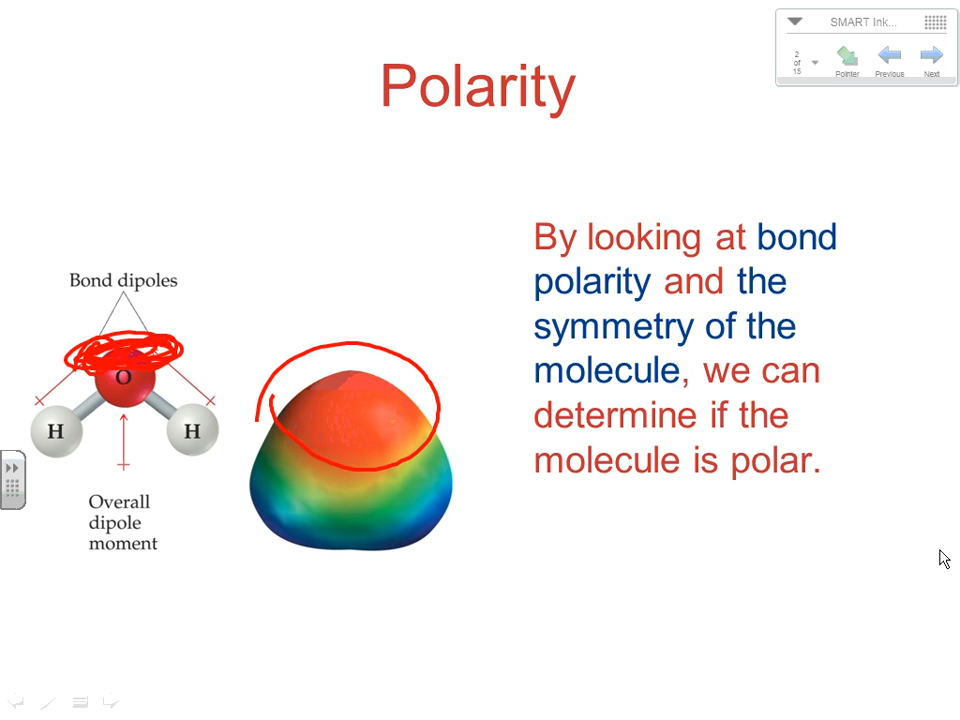 SMART Ink...
2
of
15
Pointer
Previous
Next
Polarity
Bond dipoles
O
H
H
Overall
dipole
moment
By looking at bond
polarity and the
symmetry of the
molecule, we can
determine if the
molecule is polar.